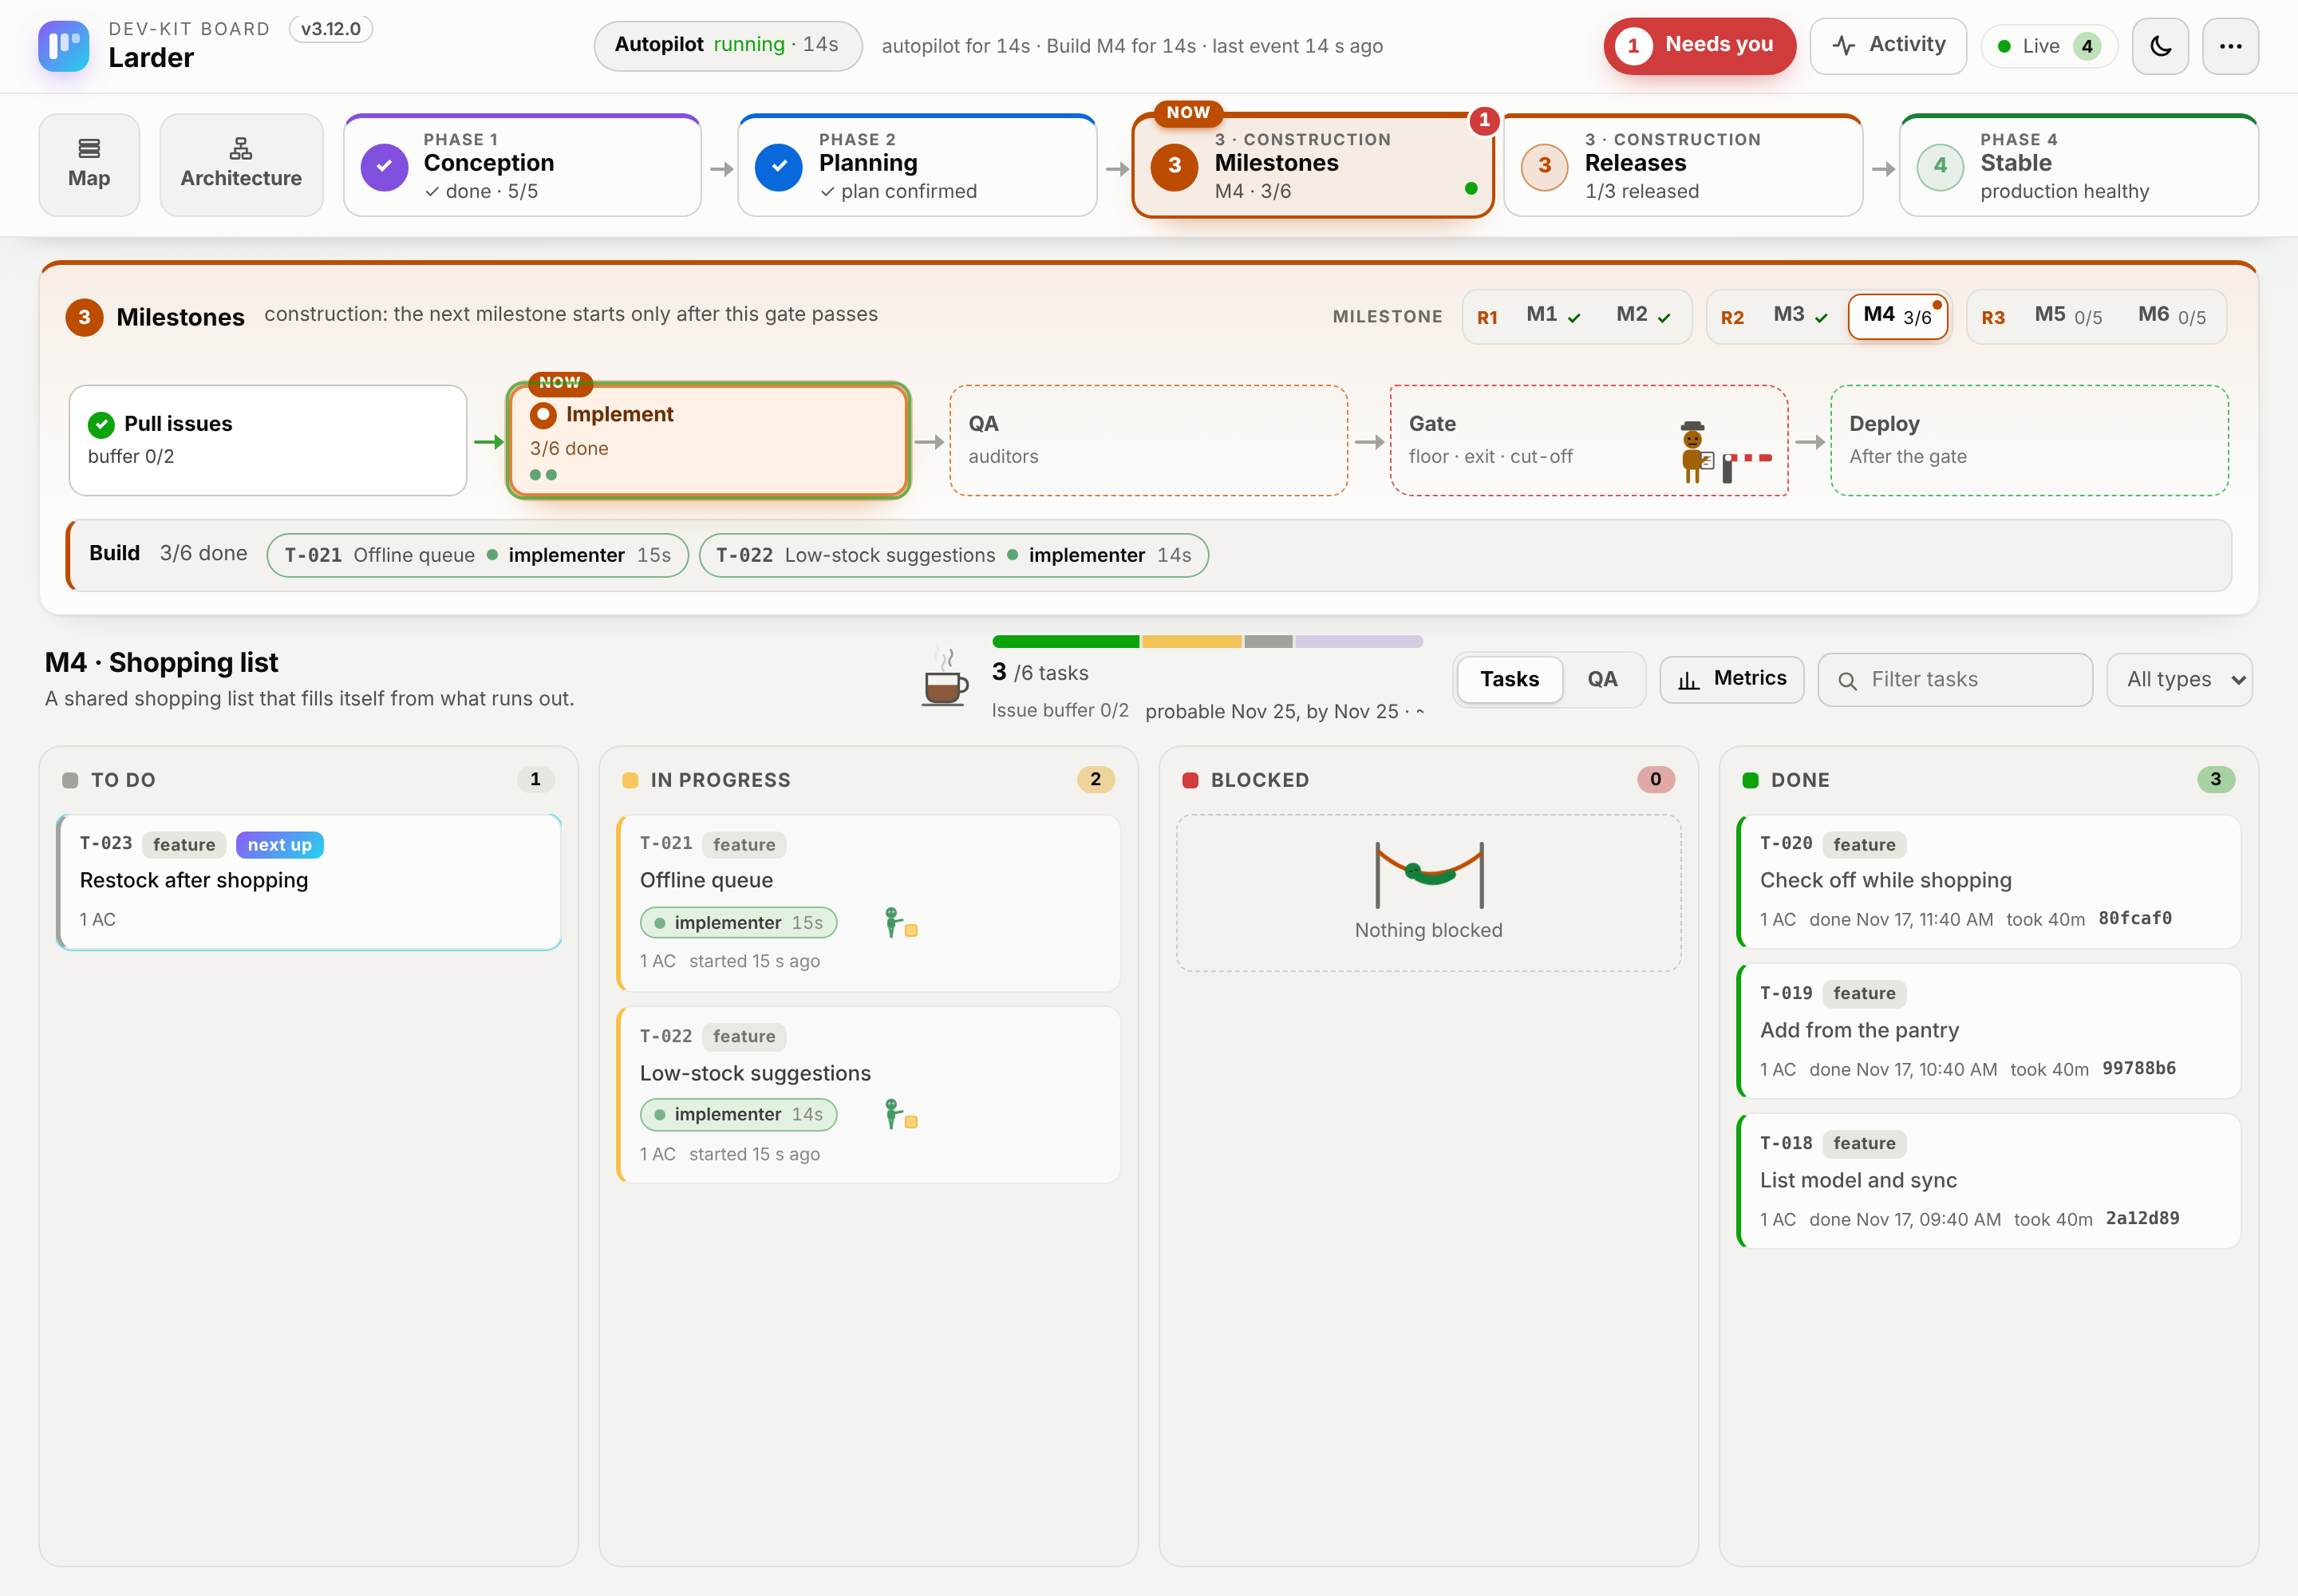 DEV-KIT BOARD v3.12.0
Larder
Autopilot running · 14s
autopilot for 14s · Build M4 for 14s · last event 14 s ago
1 Needs you
Activity
Live 4
Map
Architecture
PHASE 1
Conception
✓ done · 5/5
PHASE 2
Planning
✓ plan confirmed
NOW
1
3
3 · CONSTRUCTION
Milestones
M4 · 3/6
3
3 · CONSTRUCTION
Releases
1/3 released
4
PHASE 4
Stable
production healthy
3 Milestones construction: the next milestone starts only after this gate passes
MILESTONE R1 M1 ✓ M2 ✓ R2 M3 ✓ M4 3/6 R3 M5 0/5 M6 0/5
Pull issues
buffer 0/2
NOW
Implement
3/6 done
QA
auditors
Gate
floor · exit · cut-off
Deploy
After the gate
Build 3/6 done T-021 Offline queue implementer 15s T-022 Low-stock suggestions implementer 14s
M4 · Shopping list
A shared shopping list that fills itself from what runs out.
3 /6 tasks
Issue buffer 0/2 probable Nov 25, by Nov 25 ·
Tasks QA
Metrics
Filter tasks
All types
TO DO 1
T-023 feature next up
Restock after shopping
1 AC
IN PROGRESS 2
T-021 feature
Offline queue
implementer 15s
1 AC started 15 s ago
T-022 feature
Low-stock suggestions
implementer 14s
1 AC started 15 s ago
BLOCKED 0
Nothing blocked
DONE 3
T-020 feature
Check off while shopping
1 AC done Nov 17, 11:40 AM took 40m 80fcaf0
T-019 feature
Add from the pantry
1 AC done Nov 17, 10:40 AM took 40m 99788b6
T-018 feature
List model and sync
1 AC done Nov 17, 09:40 AM took 40m 2a12d89